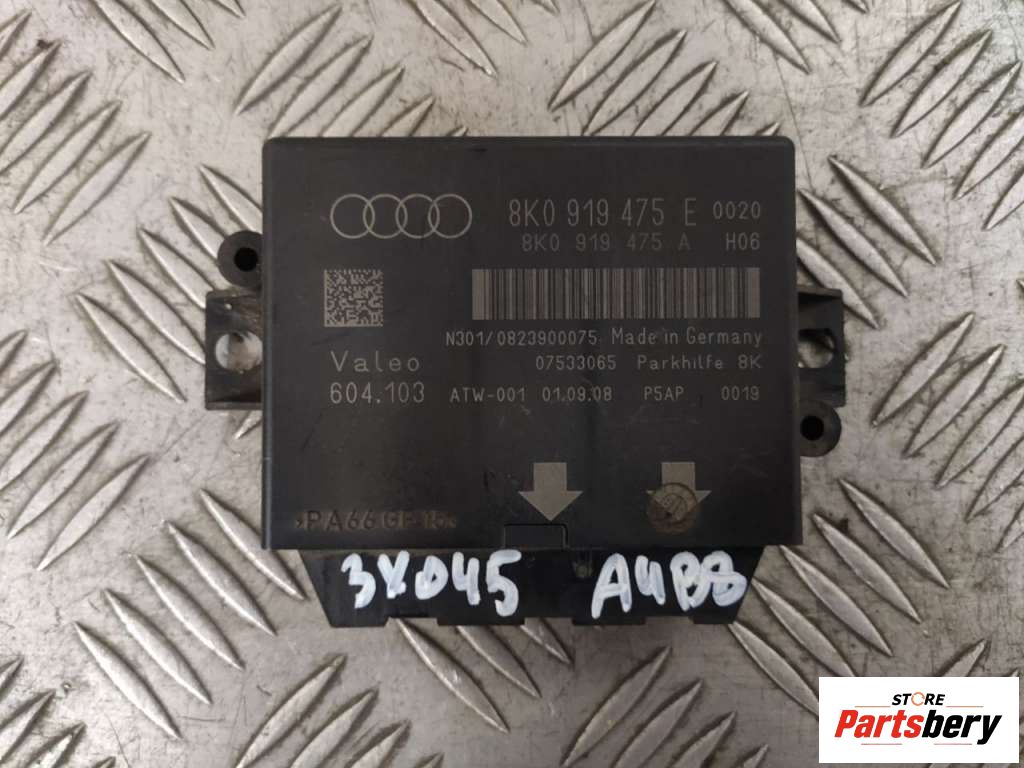 8K0 919 475 E 0020
8K0 919 475 A H06
N301/0823900075 Made in Germany
Valeo 07533065 Parkhilfe 8K
604.103 ATW-001 01.09.08 P5AP 0019
>PA66GF15<
3X045 A4B8
STORE
Partsbery